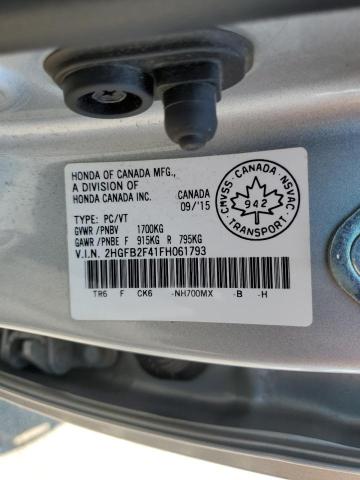 HONDA OF CANADA MFG.,
A DIVISION OF
HONDA CANADA INC.
CANADA
09/'15
TYPE: PC/VT
GVWR /PNBV 1700KG
GAWR /PNBE F 915KG R 795KG
V.I.N. 2HGFB2F41FH061793
TR6 F CK6 -NH700MX -B -H
CMVSS • CANADA • NSVAC
942
TRANSPORT